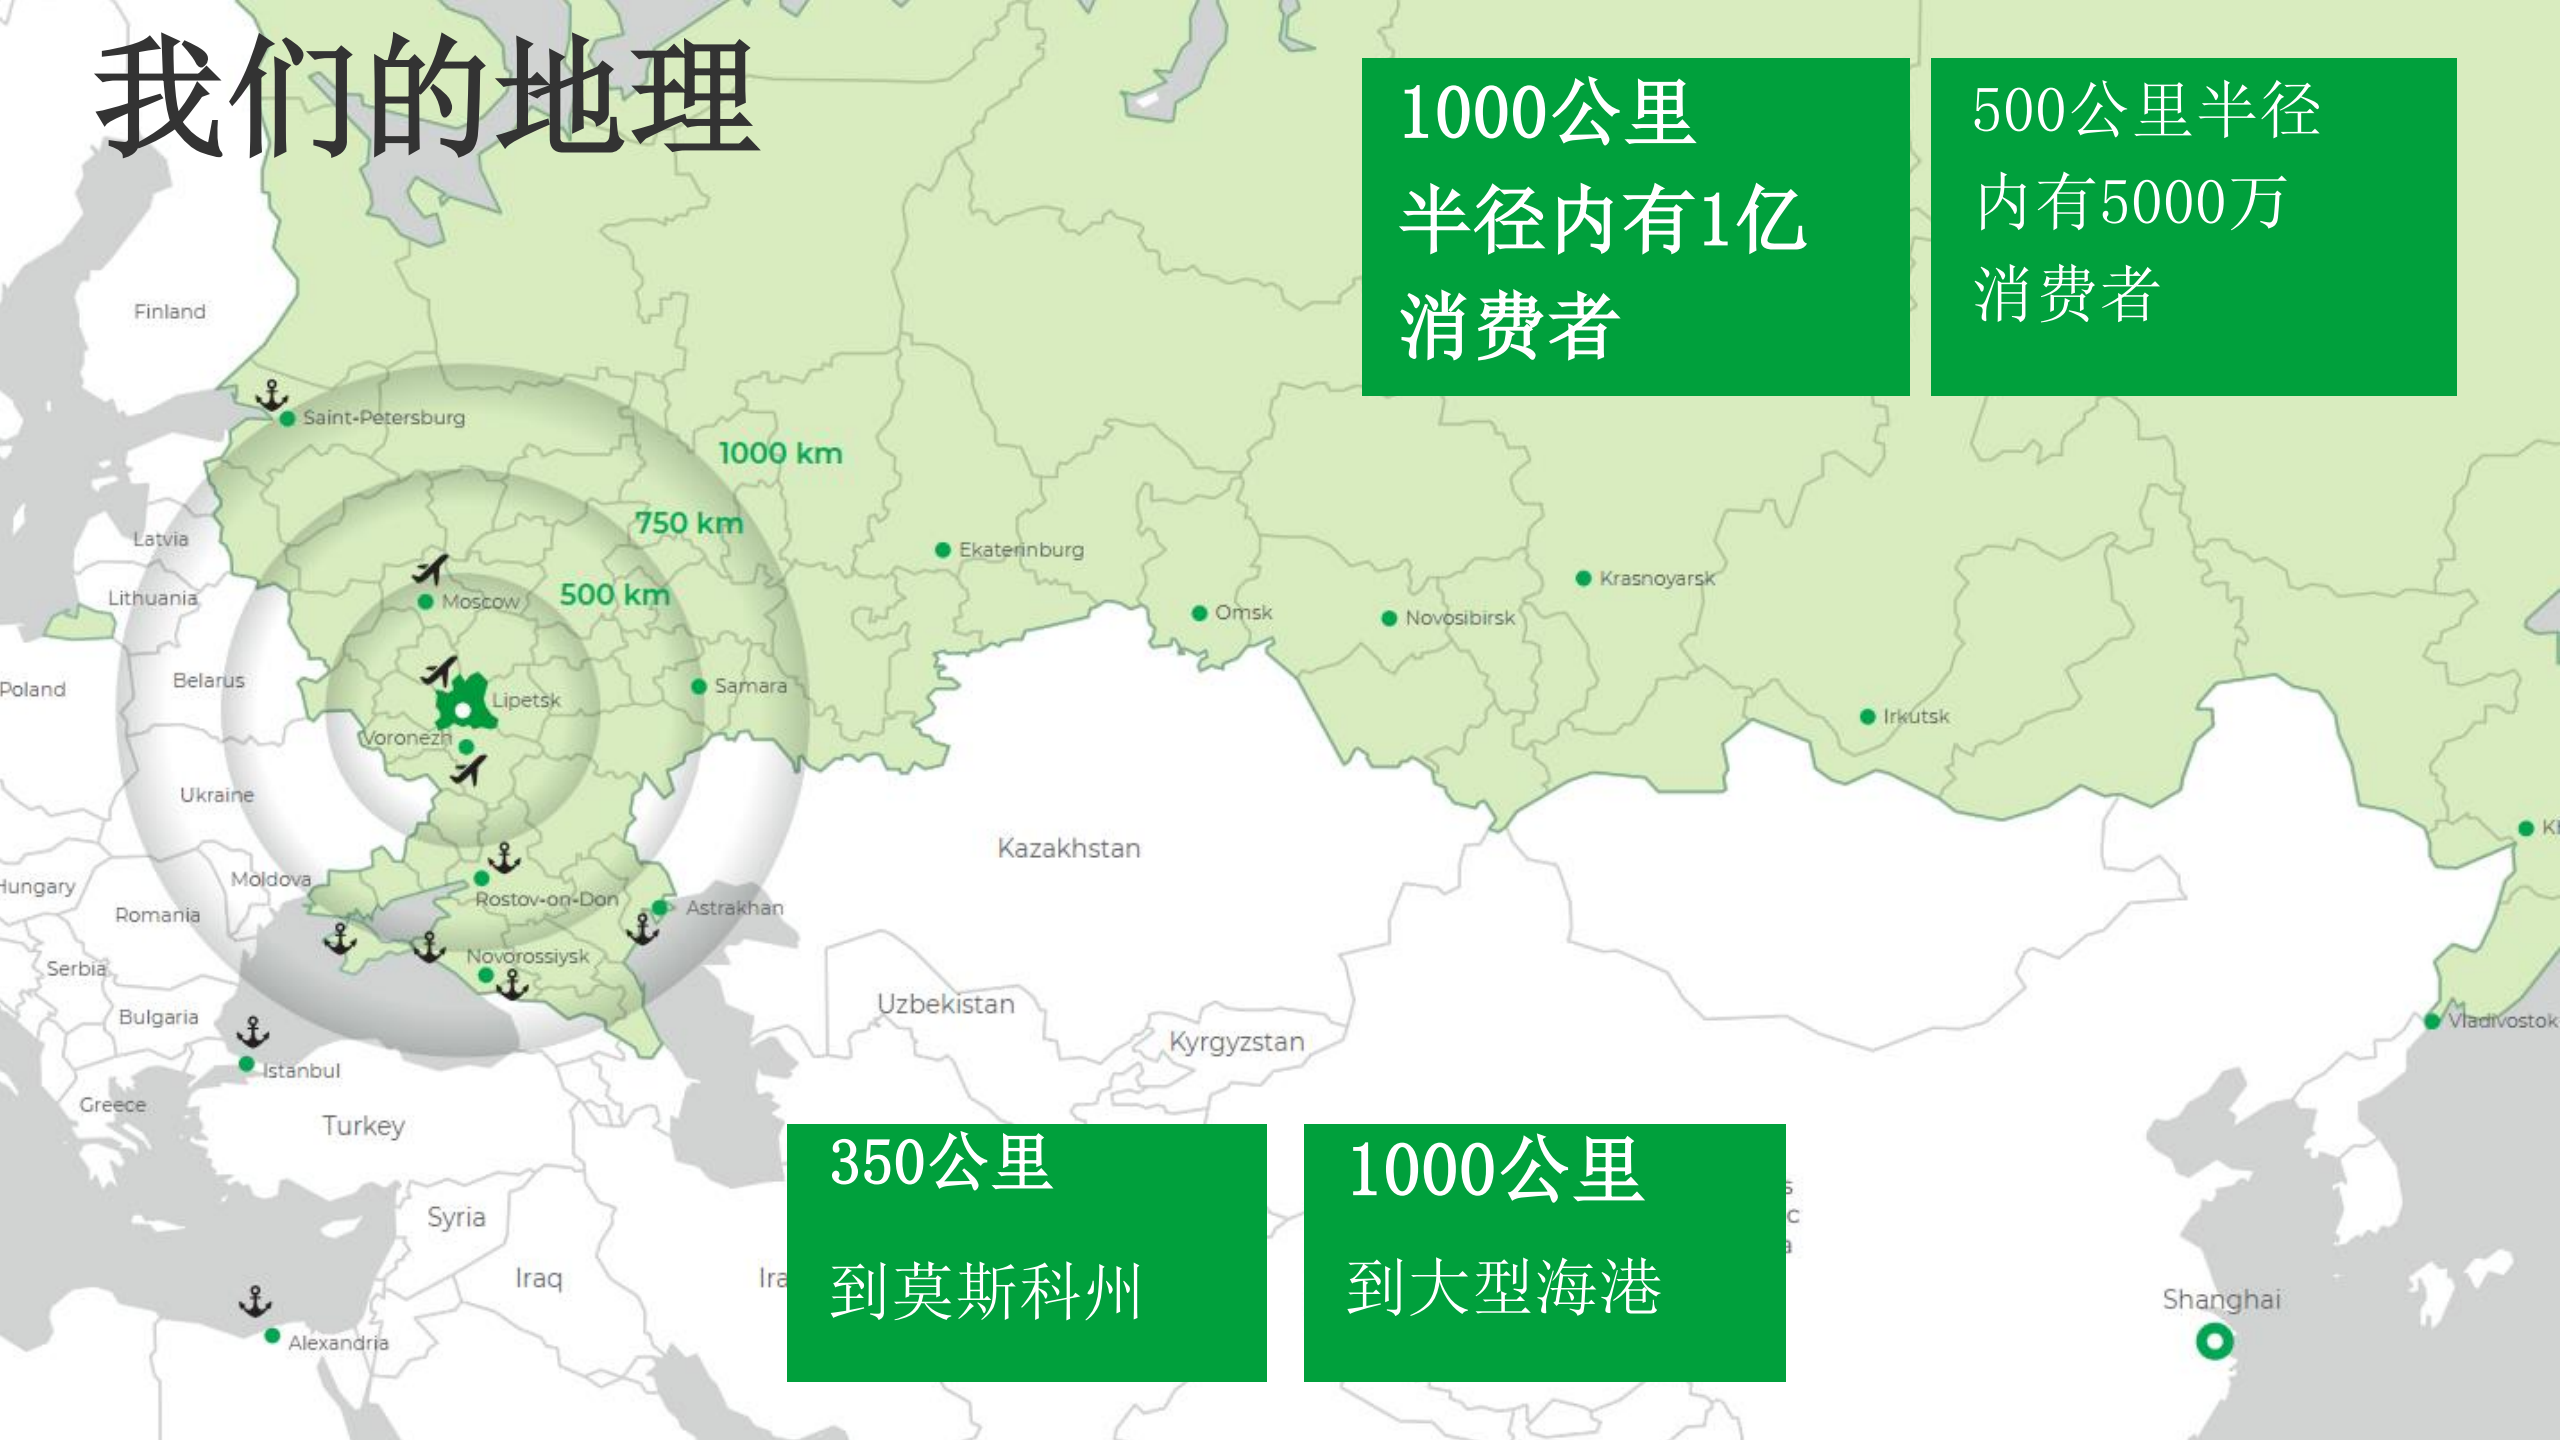 我们的地理
1000公里
半径内有1亿
消费者
500公里半径
内有5000万
消费者
Finland
Saint-Petersburg
1000 km
750 km
Latvia
Ekaterinburg
Krasnoyarsk
500 km
Lithuania
Moscow
Omsk
Novosibirsk
Belarus
Poland
Samara
Lipetsk
Irkutsk
Voronezh
Ukraine
Kazakhstan
Moldova
Hungary
Rostov-on-Don
Astrakhan
Romania
Novorossiysk
Serbia
Uzbekistan
Bulgaria
Vladivostok
Kyrgyzstan
Istanbul
Greece
Turkey
350公里
到莫斯科州
1000公里
到大型海港
Syria
Iraq
Shanghai
Alexandria